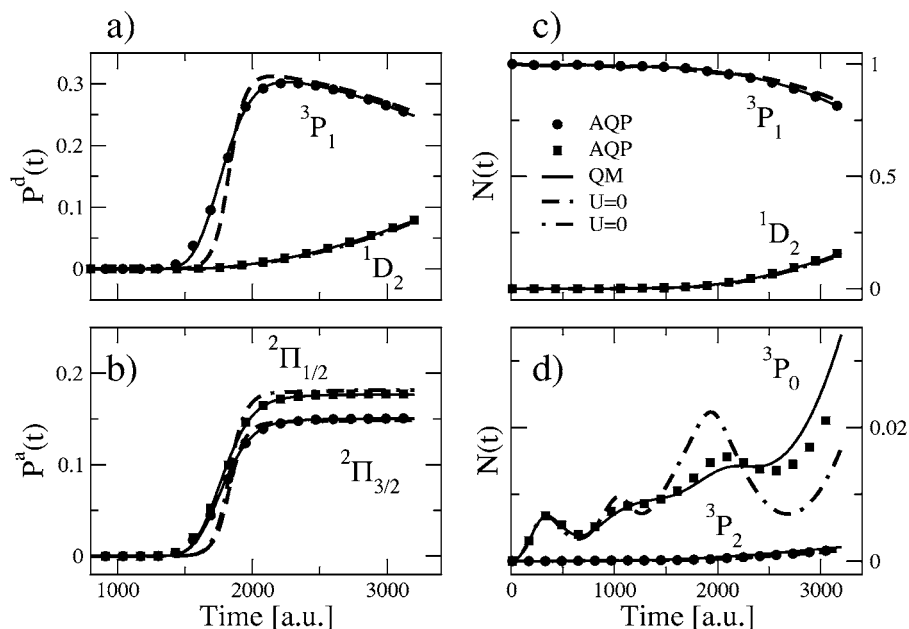 a)
0.3
0.2
0.1
0
P^d(t)
³P₁
¹D₂
c)
1
0.5
0
N(t)
³P₁
AQP
AQP
QM
U=0
U=0
¹D₂
b)
0.2
0.1
0
P^a(t)
²Π₁/₂
²Π₃/₂
1000 2000 3000
Time [a.u.]
d)
0.02
0
N(t)
³P₀
³P₂
0 1000 2000 3000
Time [a.u.]